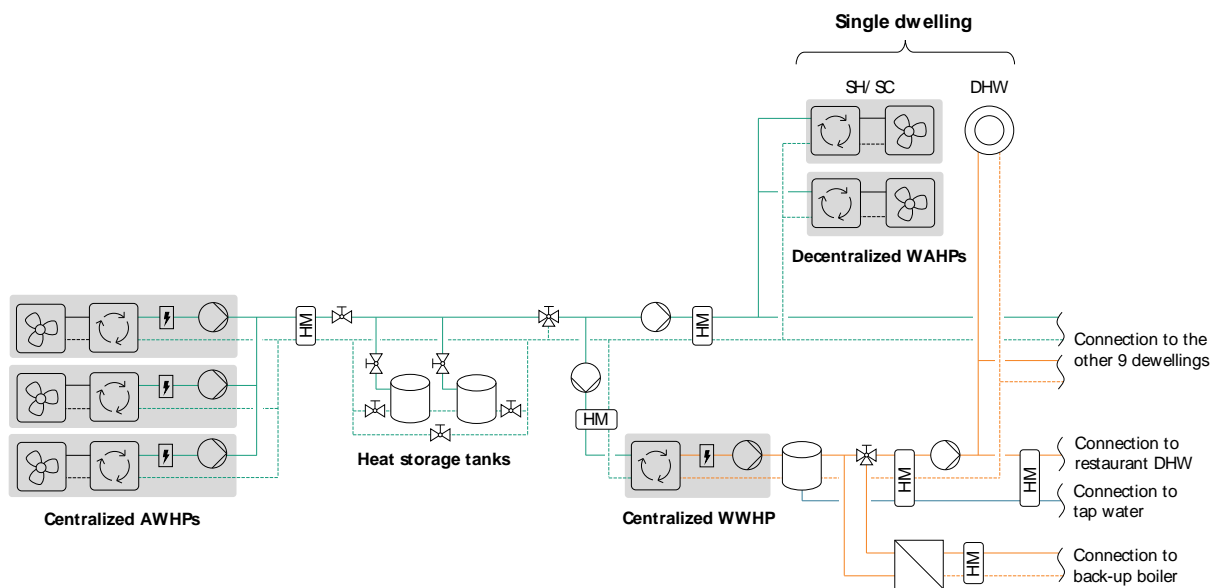 Single dwelling
SH/ SC
DHW
Decentralized WAHPs
HM
HM
Connection to the
other 9 dewellings
HM
Heat storage tanks
Centralized AWHPs
Centralized WWHP
HM
HM
Connection to
restaurant DHW
Connection to
tap water
HM
Connection to
back-up boiler